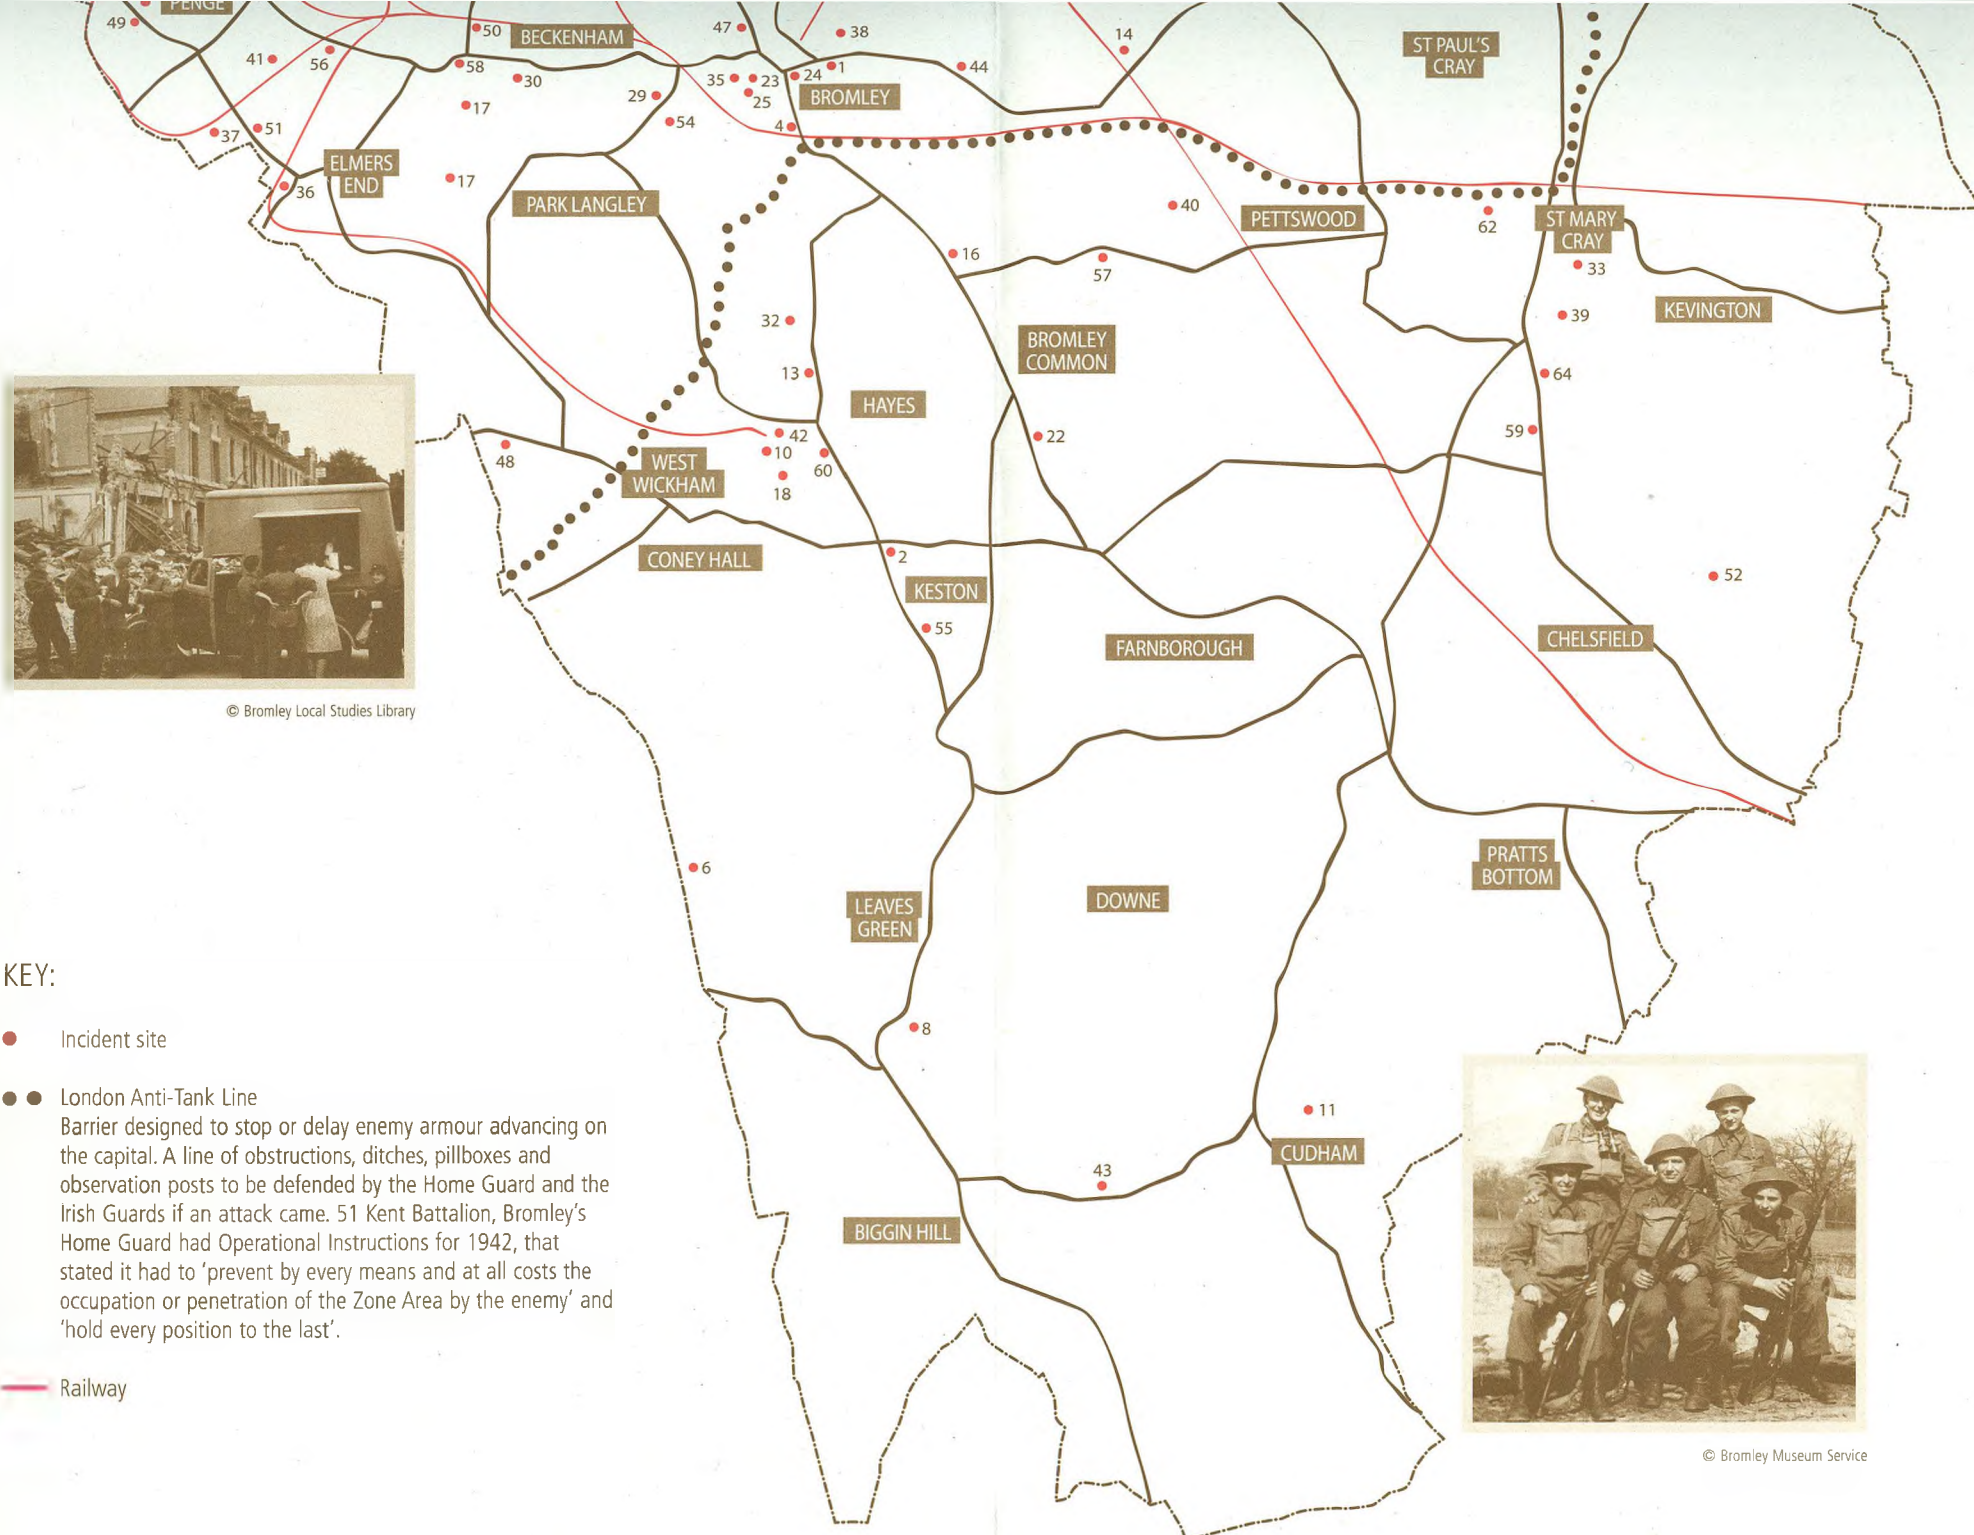 PENGE
49
50
BECKENHAM
47
38
14
ST PAUL'S
CRAY
41
56
58
30
35
23
24
1
44
25
BROMLEY
29
17
54
4
37
51
ELMERS
END
36
17
PARK LANGLEY
40
PETTSWOOD
62
ST MARY
CRAY
16
57
33
32
39
KEVINGTON
BROMLEY
COMMON
13
64
HAYES
42
22
59
48
10
60
WEST
WICKHAM
18
CONEY HALL
2
52
KESTON
55
FARNBOROUGH
CHELSFIELD
© Bromley Local Studies Library
6
PRATTS
BOTTOM
LEAVES
GREEN
DOWNE
8
11
CUDHAM
43
BIGGIN HILL
KEY:
Incident site
London Anti-Tank Line
Barrier designed to stop or delay enemy armour advancing on
the capital. A line of obstructions, ditches, pillboxes and
observation posts to be defended by the Home Guard and the
Irish Guards if an attack came. 51 Kent Battalion, Bromley's
Home Guard had Operational Instructions for 1942, that
stated it had to 'prevent by every means and at all costs the
occupation or penetration of the Zone Area by the enemy' and
'hold every position to the last'.
Railway
© Bromley Museum Service